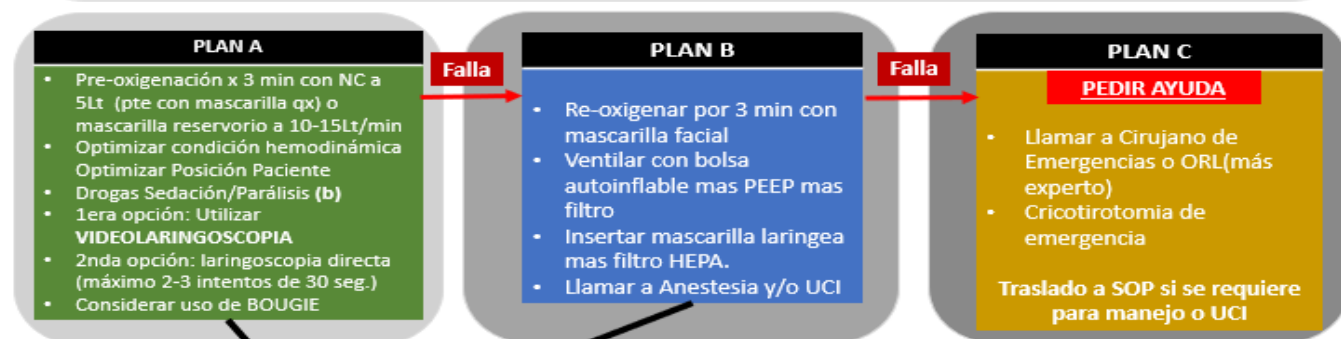 PLAN A
• Pre-oxigenación x 3 min con NC a
5Lt (pte con mascarilla qx) o
mascarilla reservorio a 10-15Lt/min
• Optimizar condición hemodinámica
Optimizar Posición Paciente
• Drogas Sedación/Parálisis (b)
• 1era opción: Utilizar
VIDEOLARINGOSCOPIA
• 2nda opción: laringoscopia directa
(máximo 2-3 intentos de 30 seg.)
• Considerar uso de BOUGIE
Falla
PLAN B
• Re-oxigenar por 3 min con
mascarilla facial
• Ventilar con bolsa
autoinflable mas PEEP mas
filtro
• Insertar mascarilla laringea
mas filtro HEPA.
• Llamar a Anestesia y/o UCI
Falla
PLAN C
PEDIR AYUDA
• Llamar a Cirujano de
Emergencias o ORL(más
experto)
• Cricotirotomia de
emergencia
Traslado a SOP si se requiere
para manejo o UCI